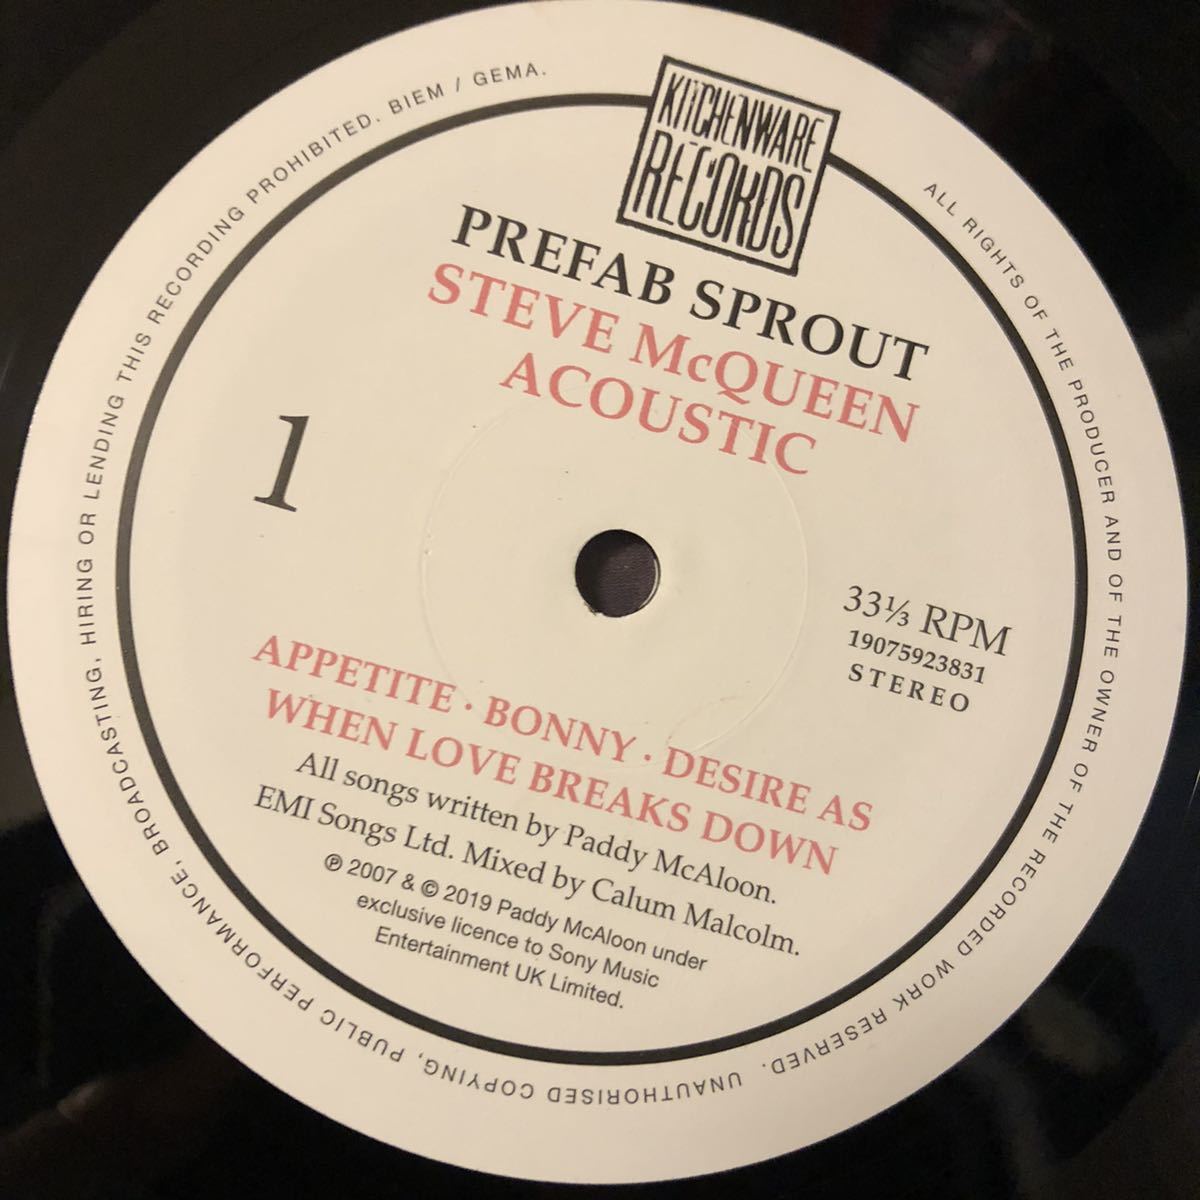 KITCHENWARE
RECORDS
PREFAB SPROUT
STEVE McQUEEN
ACOUSTIC
1
33⅓ RPM
19075923831
STEREO
APPETITE · BONNY · DESIRE AS
WHEN LOVE BREAKS DOWN
All songs written by Paddy McAloon.
EMI Songs Ltd. Mixed by Calum Malcolm.
℗ 2007 & © 2019 Paddy McAloon under
exclusive licence to Sony Music
Entertainment UK Limited.
ALL RIGHTS OF THE PRODUCER AND OF THE OWNER OF THE RECORDED WORK RESERVED. UNAUTHORISED COPYING, PUBLIC PERFORMANCE, BROADCASTING, HIRING OR LENDING THIS RECORDING PROHIBITED. BIEM / GEMA.